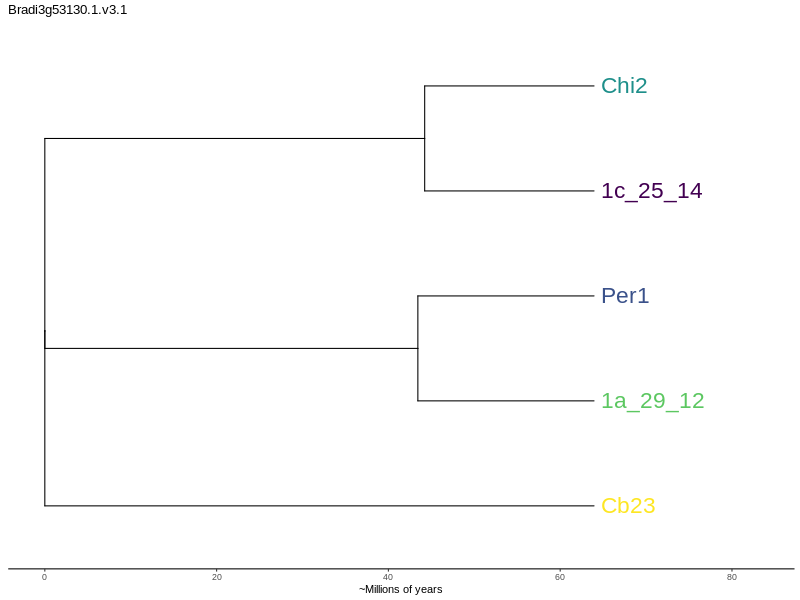 Bradi3g53130.1.v3.1
Chi2
1c_25_14
Per1
1a_29_12
Cb23
0 20 40 60 80
~Millions of years